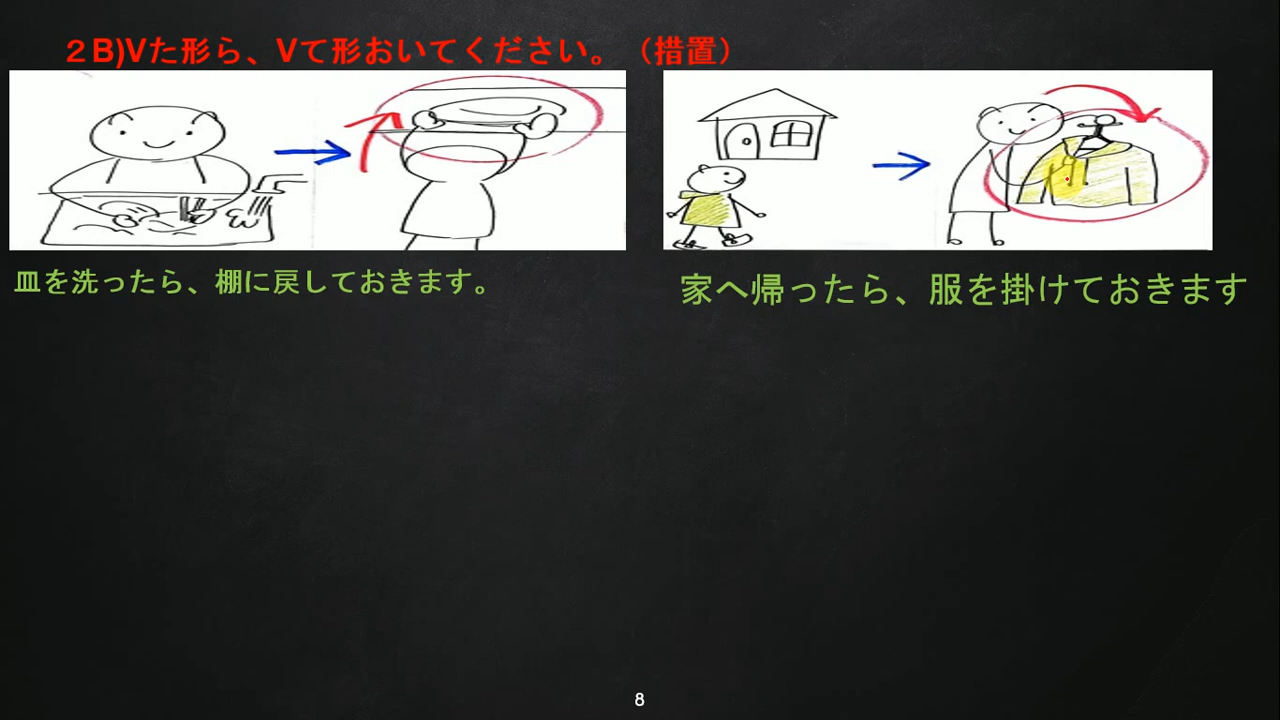 ２B)Vた形ら、Vて形おいてください。（措置）
皿を洗ったら、棚に戻しておきます。
家へ帰ったら、服を掛けておきます
8